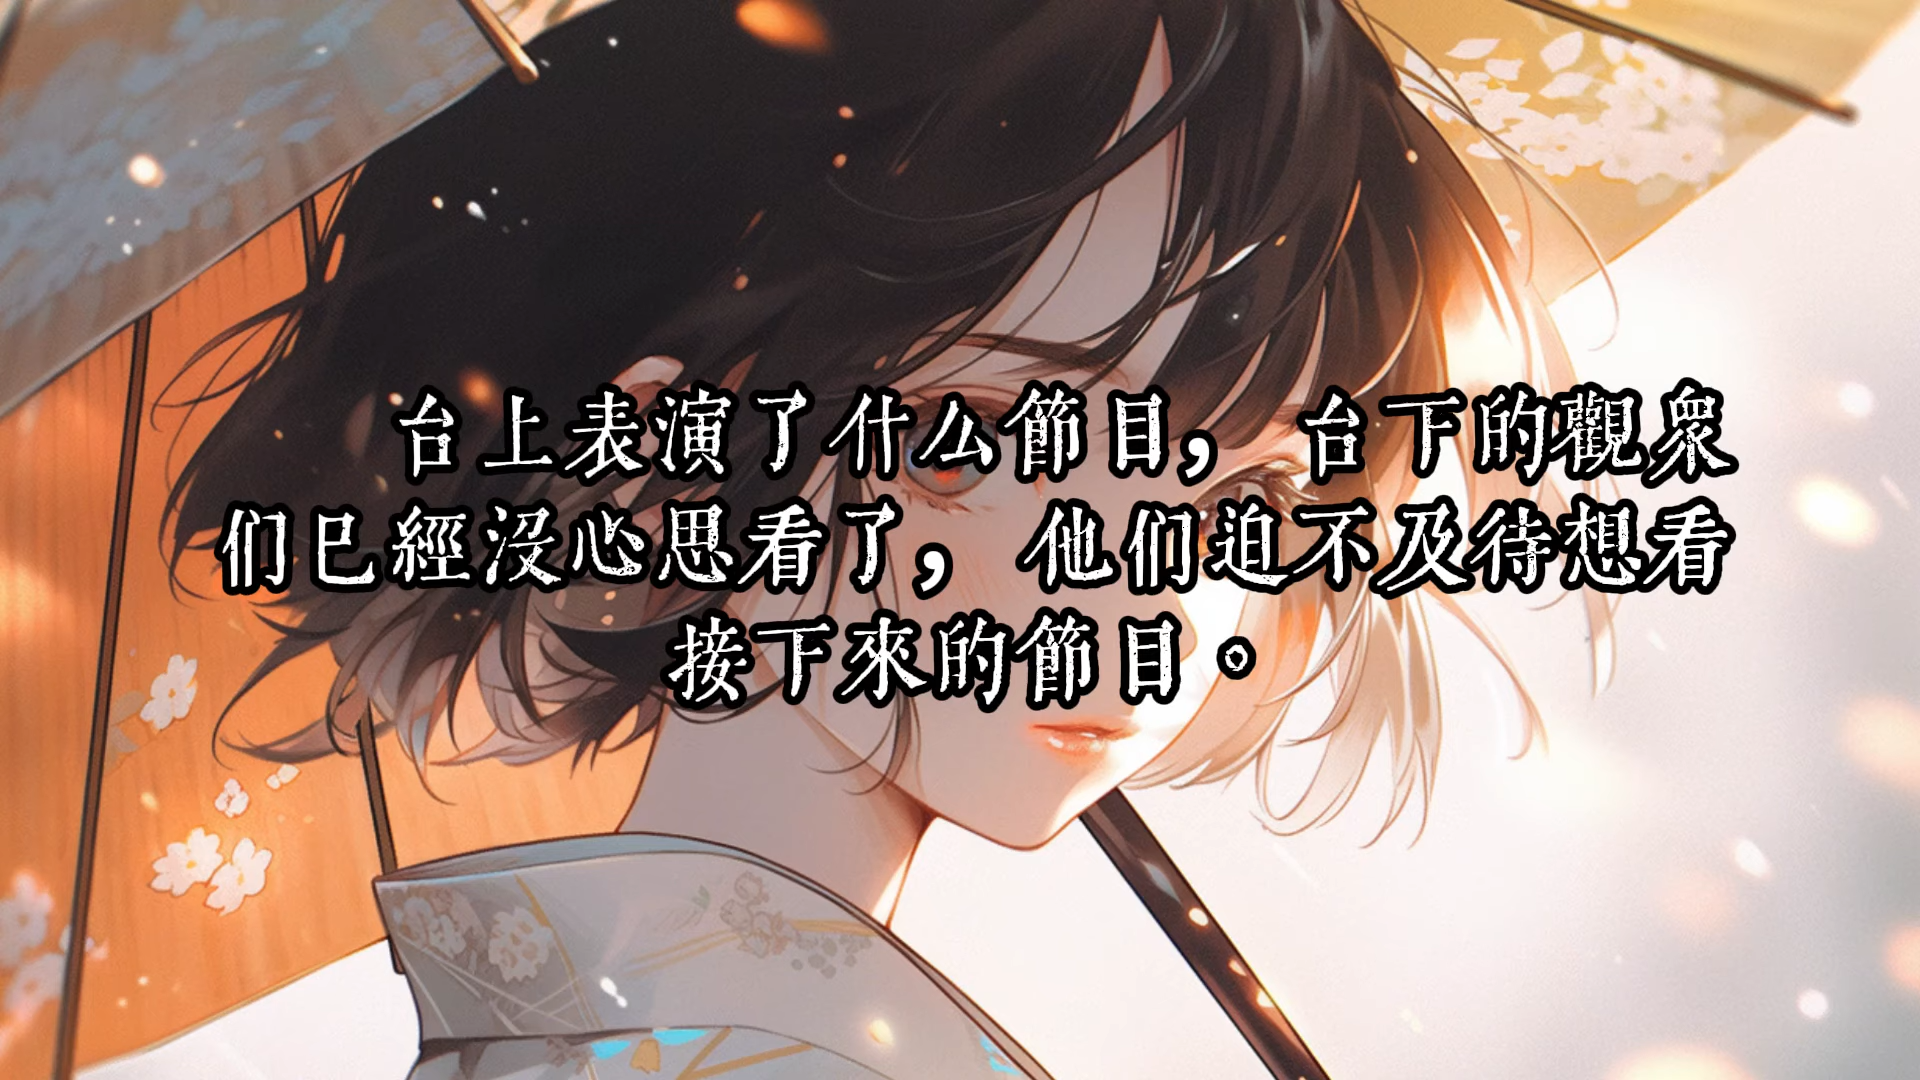 台上表演了什么節目，台下的觀衆
们已經沒心思看了，他们迫不及待想看
接下來的節目。